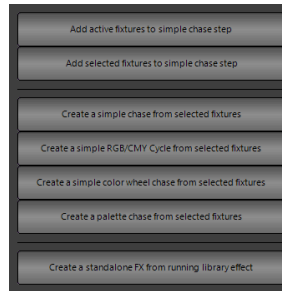 Add active fixtures to simple chase step
Add selected fixtures to simple chase step
Create a simple chase from selected fixtures
Create a simple RGB/CMY Cycle from selected fixtures
Create a simple color wheel chase from selected fixtures
Create a palette chase from selected fixtures
Create a standalone FX from running library effect